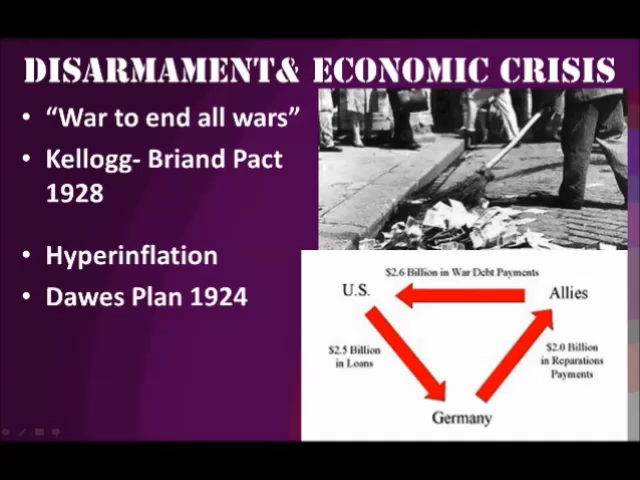 DISARMAMENT& ECONOMIC CRISIS
• “War to end all wars”
• Kellogg- Briand Pact
1928
• Hyperinflation
• Dawes Plan 1924
$2.6 Billion in War Debt Payments
U.S.
Allies
$2.5 Billion
in Loans
$2.0 Billion
in Reparations
Payments
Germany